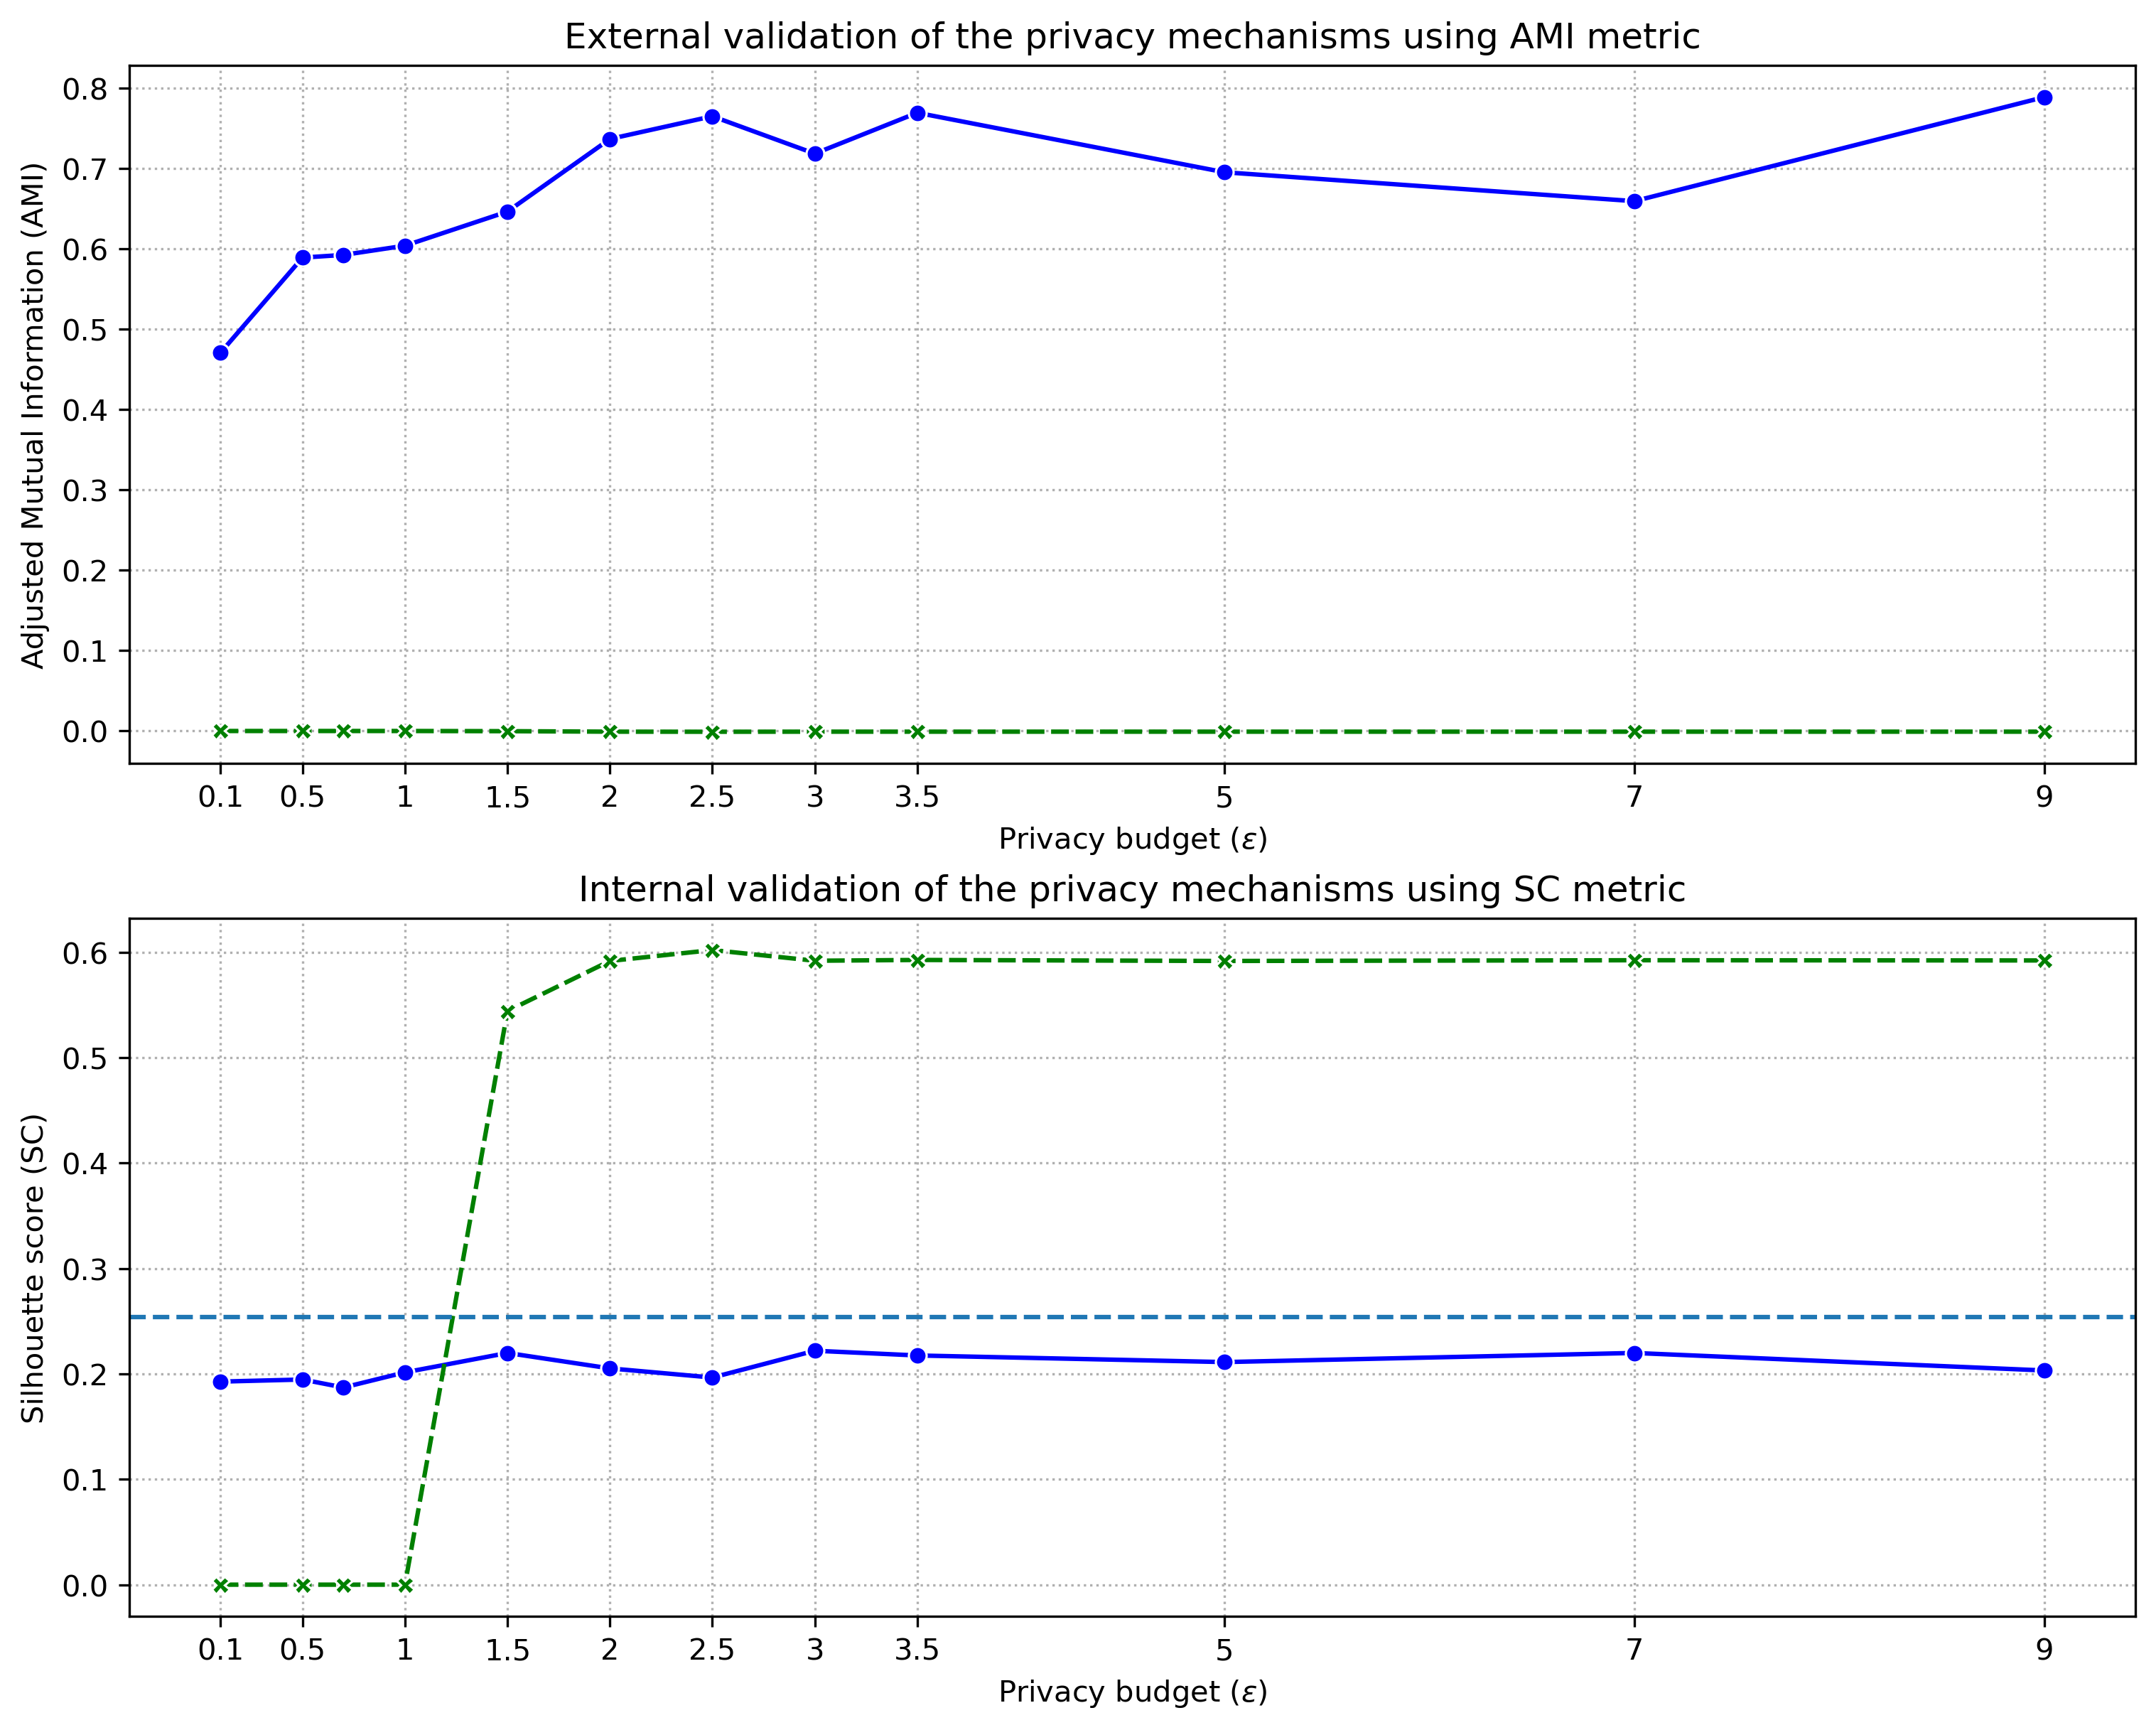 External validation of the privacy mechanisms using AMI metric
Adjusted Mutual Information (AMI)
0.8
0.7
0.6
0.5
0.4
0.3
0.2
0.1
0.0
0.1 0.5 1 1.5 2 2.5 3 3.5 5 7 9
Privacy budget (ε)
Internal validation of the privacy mechanisms using SC metric
Silhouette score (SC)
0.6
0.5
0.4
0.3
0.2
0.1
0.0
0.1 0.5 1 1.5 2 2.5 3 3.5 5 7 9
Privacy budget (ε)